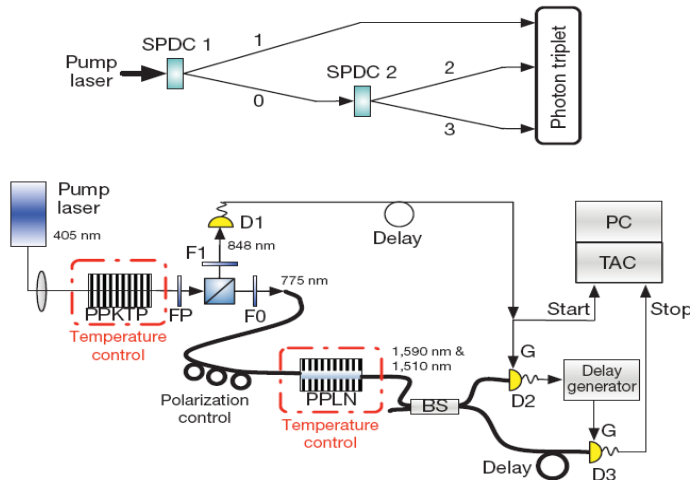 SPDC 1
1
Pump
laser
0
SPDC 2
2
3
Photon triplet
Pump
laser
405 nm
D1
F1
848 nm
Delay
PC
TAC
775 nm
Start
Stop
PPKTP
FP
F0
Temperature
control
G
1,590 nm &
1,510 nm
Delay
generator
D2
Polarization
control
PPLN
BS
G
Temperature
control
Delay
D3